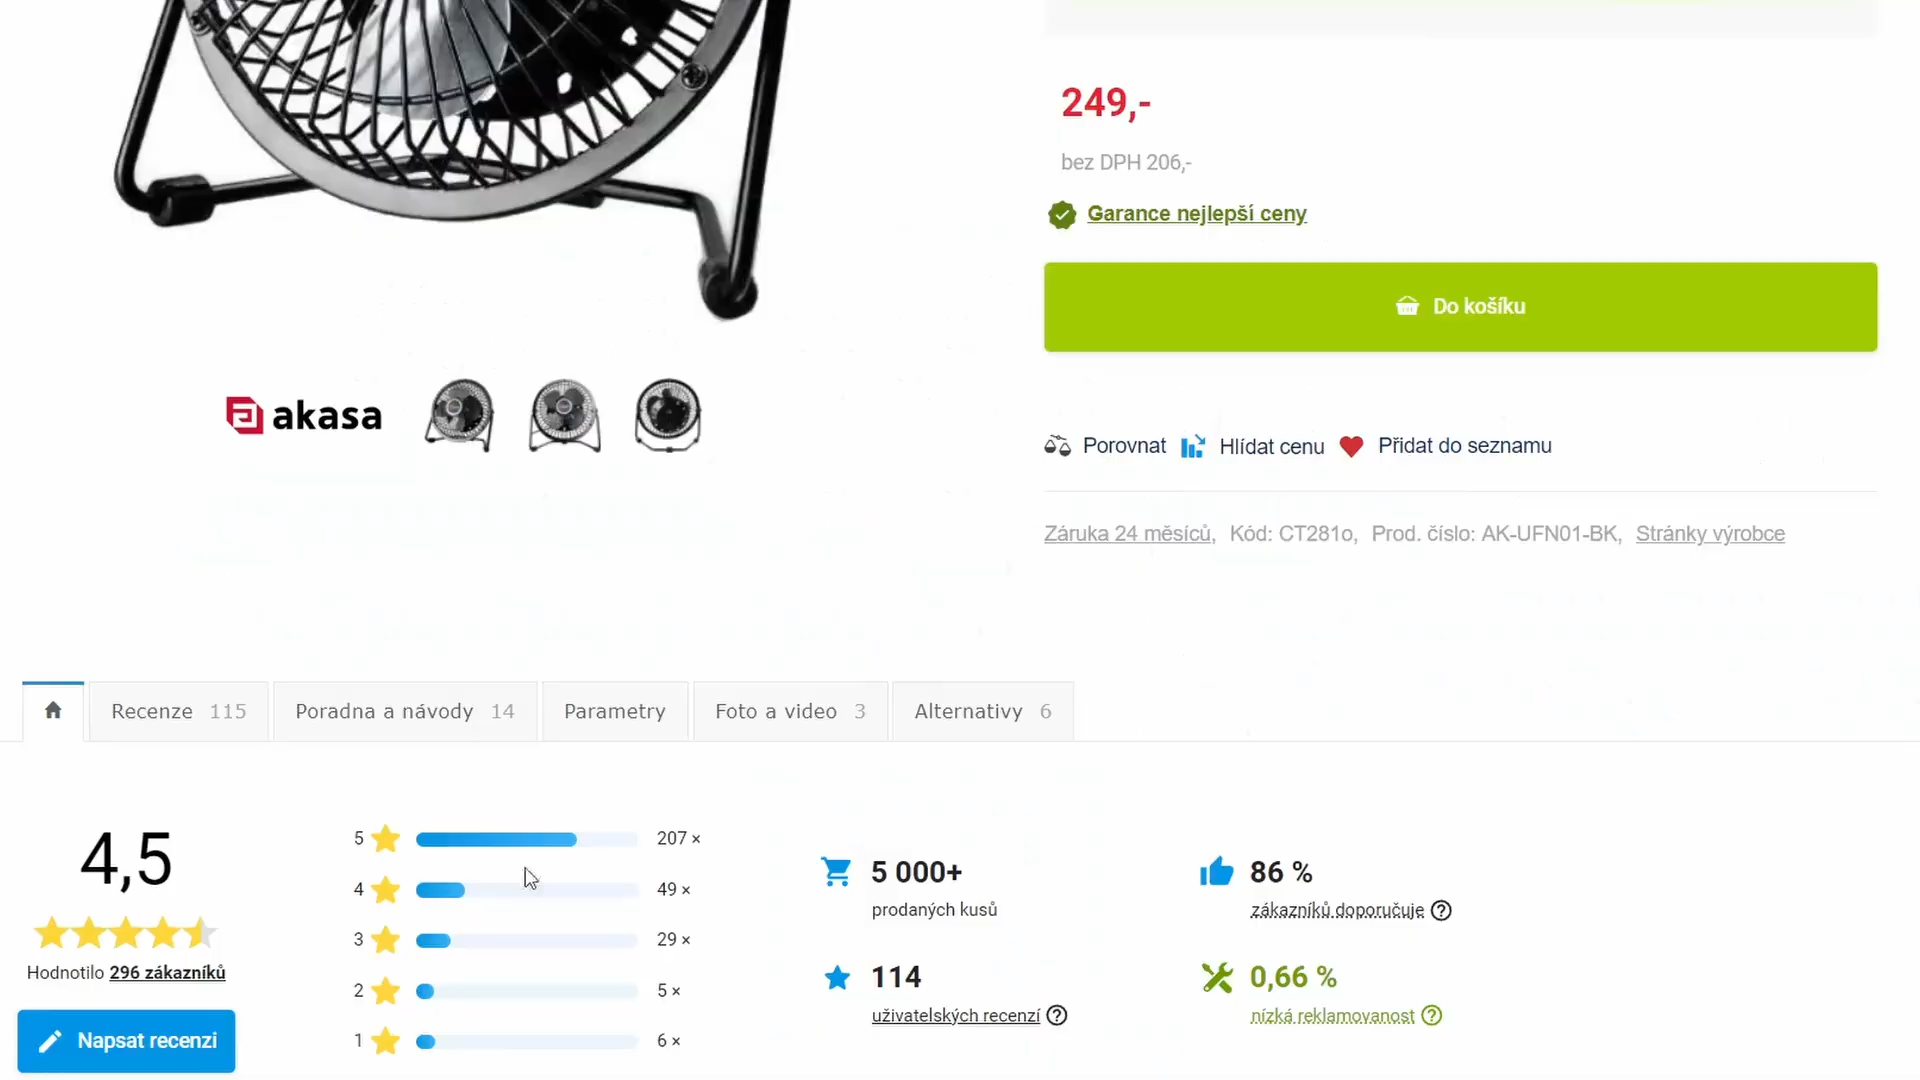 249,-
bez DPH 206,-
Garance nejlepší ceny
Do košíku
akasa
Porovnat Hlídat cenu Přidat do seznamu
Záruka 24 měsíců, Kód: CT281o, Prod. číslo: AK-UFN01-BK, Stránky výrobce
Recenze 115 Poradna a návody 14 Parametry Foto a video 3 Alternativy 6
4,5
Hodnotilo 296 zákazníků
Napsat recenzi
5 207 ×
4 49 ×
3 29 ×
2 5 ×
1 6 ×
5 000+
prodaných kusů
86 %
zákazníků doporučuje ?
114
uživatelských recenzí ?
0,66 %
nízká reklamovanost ?